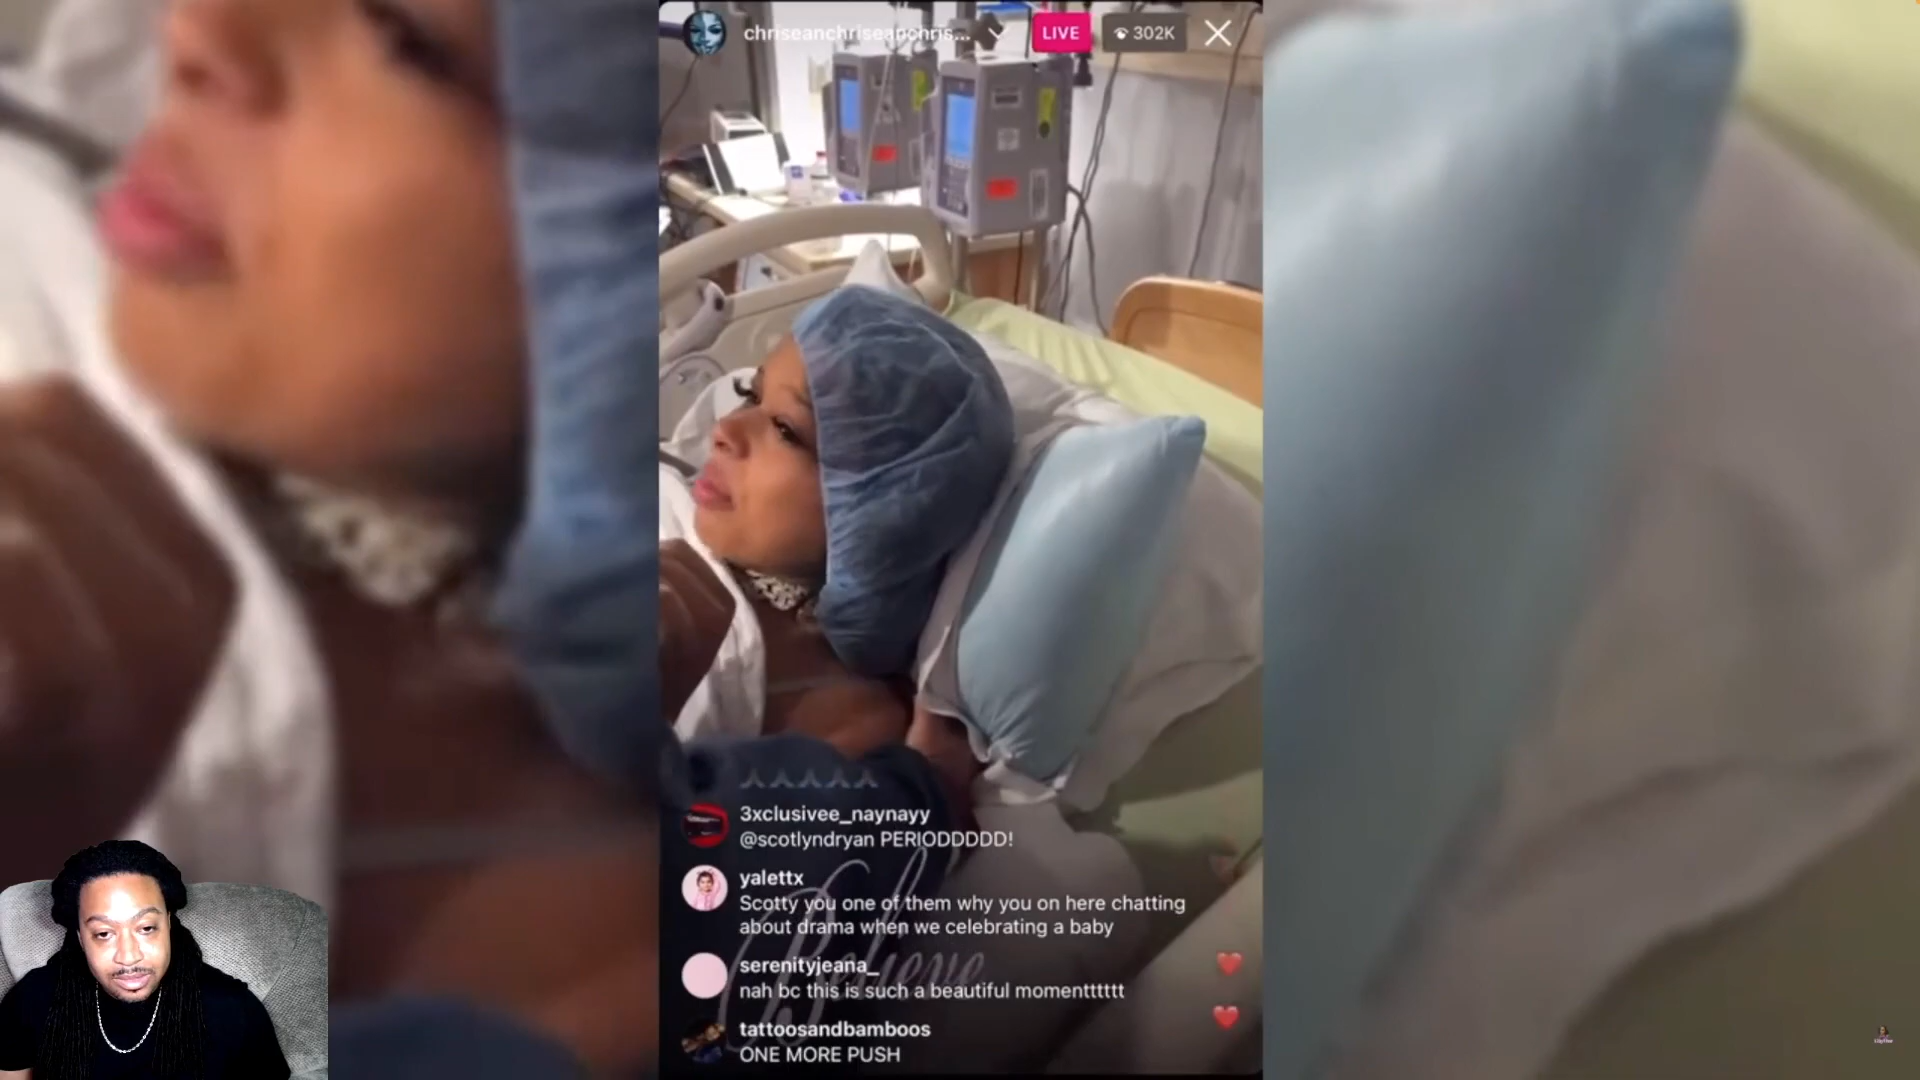 chriseanchriseanchris...
LIVE
302K
3xclusivee_naynayy
@scotlyndryan PERIODDDDD!
yalettx
Scotty you one of them why you on here chatting
about drama when we celebrating a baby
serenityjeana_
nah bc this is such a beautiful momentttttt
tattoosandbamboos
ONE MORE PUSH
Believe